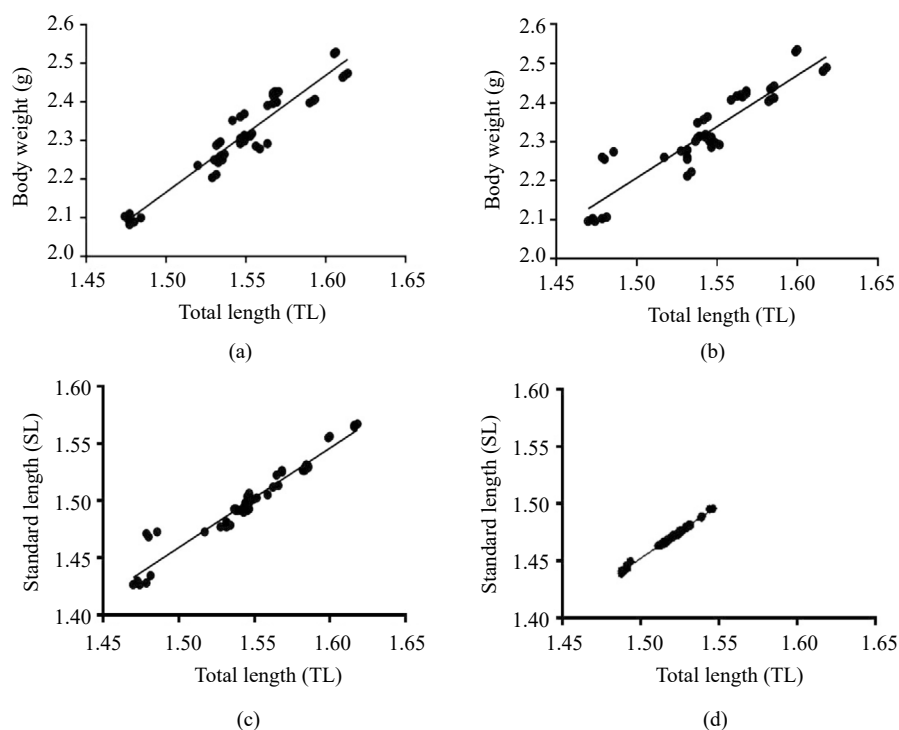 2.6
2.5
2.4
2.3
2.2
2.1
2.0
Body weight (g)
1.45 1.50 1.55 1.60 1.65
Total length (TL)
(a)
2.6
2.5
2.4
2.3
2.2
2.1
2.0
Body weight (g)
1.45 1.50 1.55 1.60 1.65
Total length (TL)
(b)
1.60
1.55
1.50
1.45
1.40
Standard length (SL)
1.45 1.50 1.55 1.60 1.65
Total length (TL)
(c)
1.60
1.55
1.50
1.45
1.40
Standard length (SL)
1.45 1.50 1.55 1.60 1.65
Total length (TL)
(d)